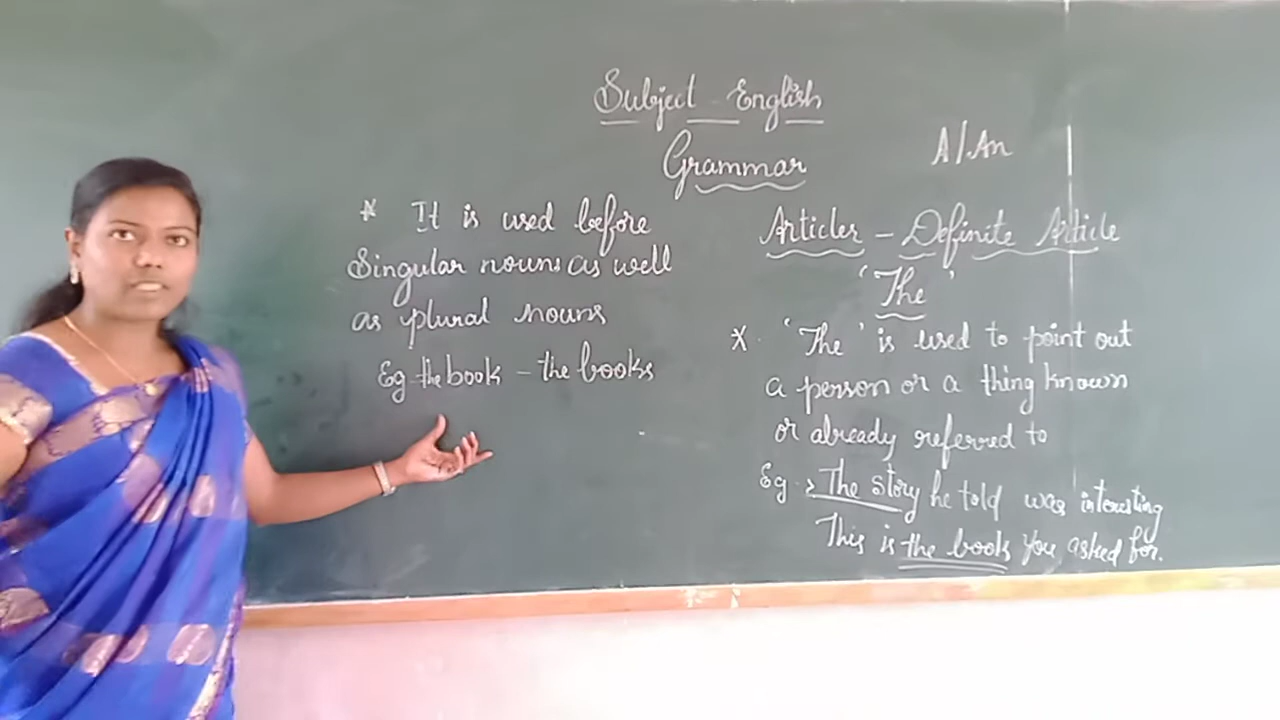 Subject - English
Grammar
A/An
Articles - Definite Article
'The'
* 'The' is used to point out
a person or a thing known
or already referred to
Eg → The story he told was interesting
This is the book you asked for.
* It is used before
Singular nouns as well
as plural nouns
Eg the book - the books